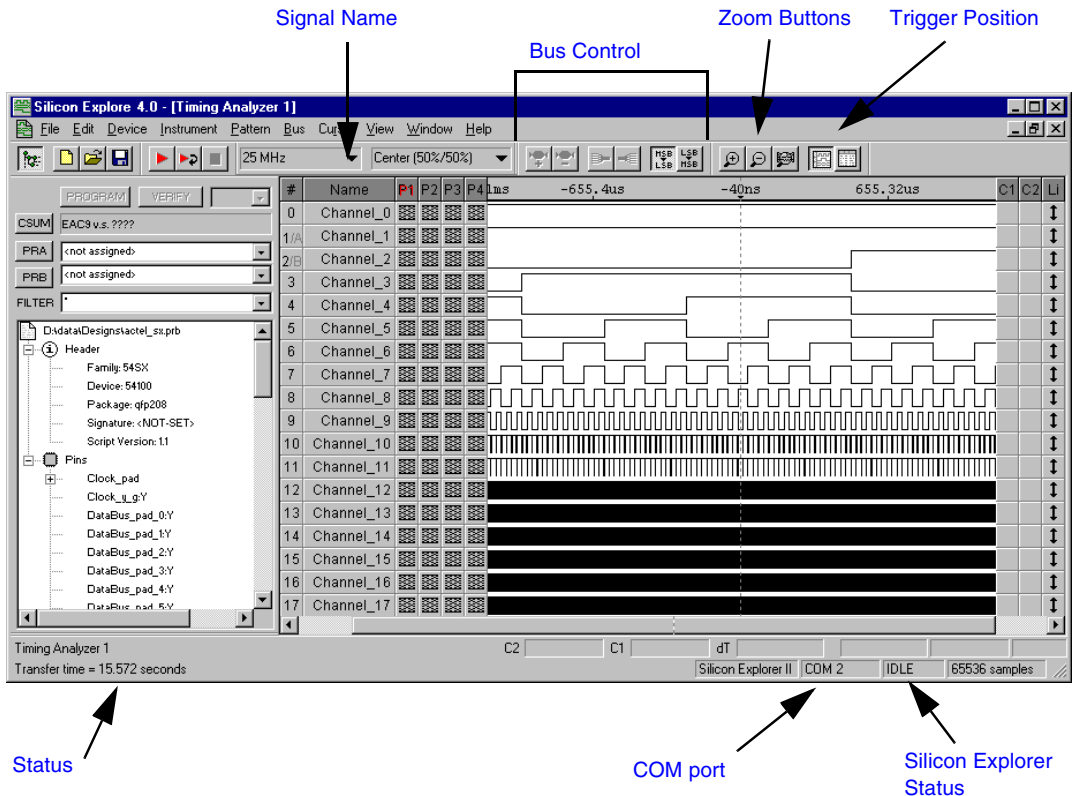 Signal Name
Zoom Buttons
Trigger Position
Bus Control
Silicon Explore 4.0 - [Timing Analyzer 1]
File Edit Device Instrument Pattern Bus Cursor View Window Help
25 MHz Center (50%/50%) MSB LSB LSB MSB
PROGRAM VERIFY
CSUM EAC9 v.s. ????
PRA <not assigned>
PRB <not assigned>
FILTER *
D:\data\Designs\actel_sx.prb
Header
Family: 54SX
Device: 54100
Package: qfp208
Signature: <NOT-SET>
Script Version: 1.1
Pins
Clock_pad
Clock_y_g:Y
DataBus_pad_0:Y
DataBus_pad_1:Y
DataBus_pad_2:Y
DataBus_pad_3:Y
DataBus_pad_4:Y
DataBus_pad_5:Y
# Name P1 P2 P3 P4 1ms -655.4us -40ns 655.32us C1 C2 Li
0 Channel_0
1/A Channel_1
2/B Channel_2
3 Channel_3
4 Channel_4
5 Channel_5
6 Channel_6
7 Channel_7
8 Channel_8
9 Channel_9
10 Channel_10
11 Channel_11
12 Channel_12
13 Channel_13
14 Channel_14
15 Channel_15
16 Channel_16
17 Channel_17
Timing Analyzer 1 C2 C1 dT
Transfer time = 15.572 seconds Silicon Explorer II COM 2 IDLE 65536 samples
Status
COM port
Silicon Explorer
Status